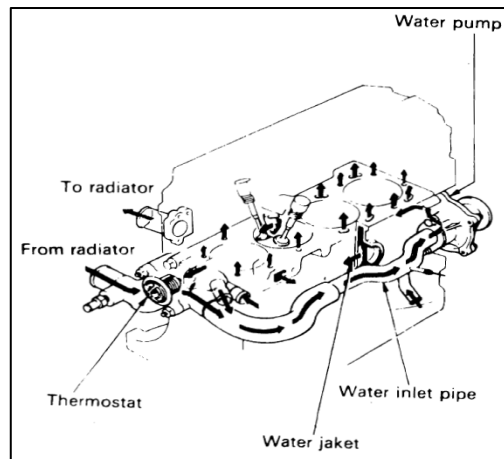 Water pump
To radiator
From radiator
Thermostat
Water inlet pipe
Water jaket